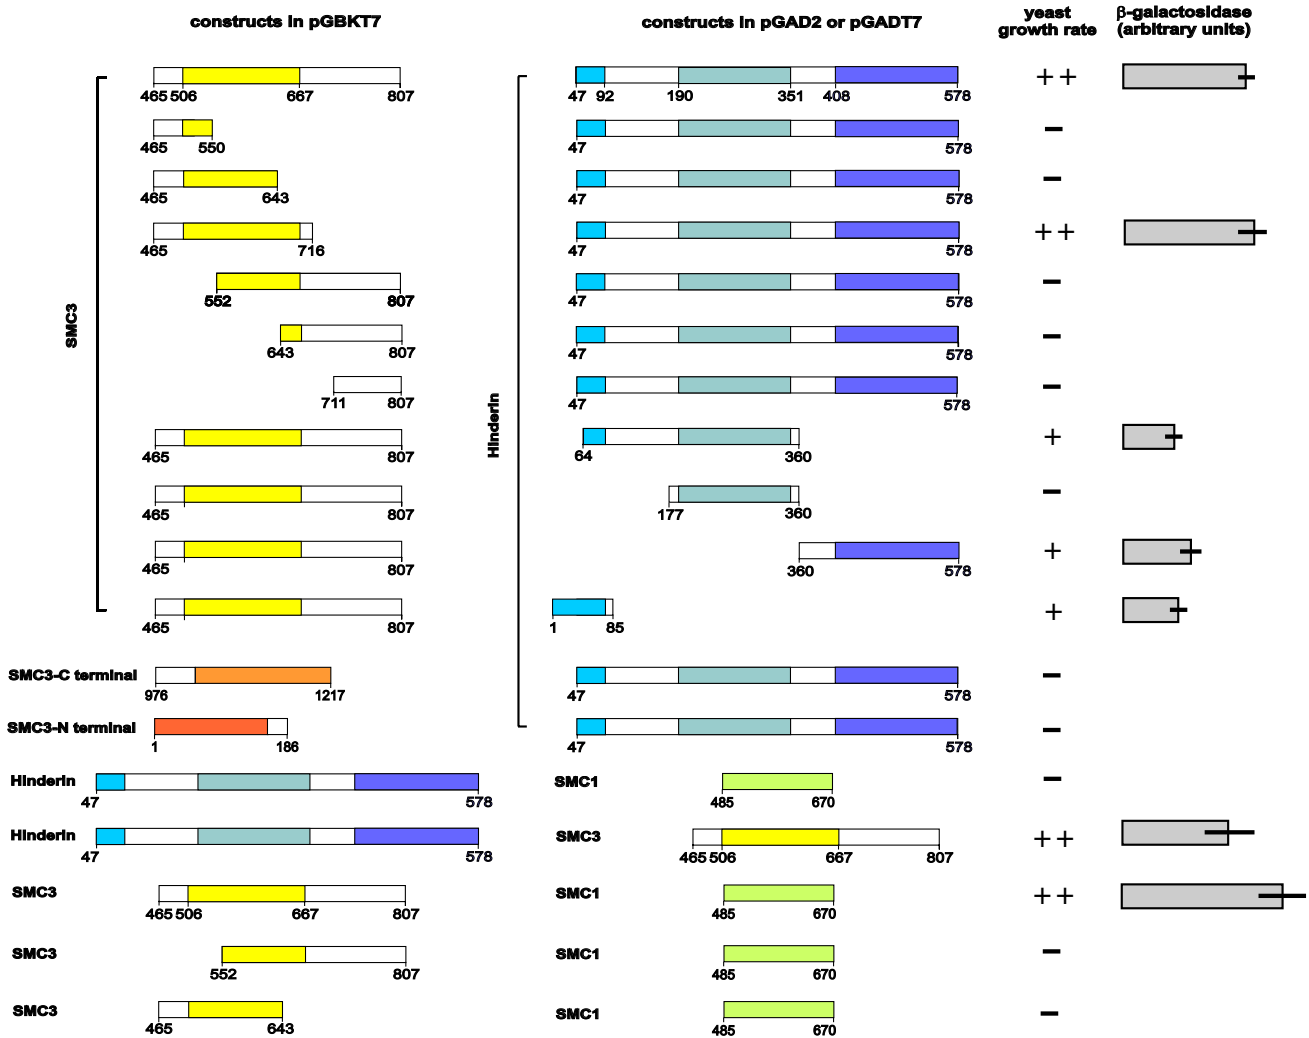 constructs in pGBKT7 constructs in pGAD2 or pGADT7 yeast growth rate β-galactosidase (arbitrary units)
SMC3
Hinderin
465 506 667 807 47 92 190 351 408 578 ++
465 550 47 578 −
465 643 47 578 −
465 716 47 578 ++
552 807 47 578 −
643 807 47 578 −
711 807 47 578 −
465 807 64 360 +
465 807 177 360 −
465 807 360 578 +
465 807 1 85 +
SMC3-C terminal 976 1217 47 578 −
SMC3-N terminal 1 186 47 578 −
Hinderin 47 578 SMC1 485 670 −
Hinderin 47 578 SMC3 465 506 667 807 ++
SMC3 465 506 667 807 SMC1 485 670 ++
SMC3 552 807 SMC1 485 670 −
SMC3 465 643 SMC1 485 670 −